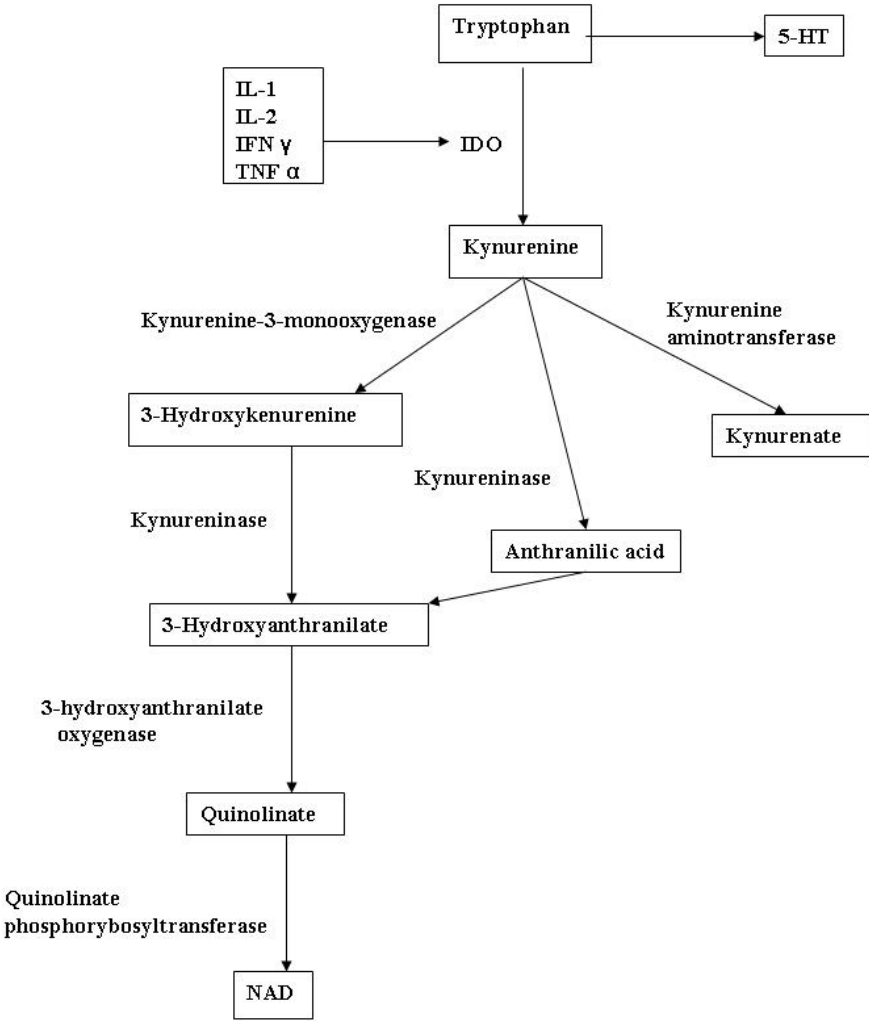 Tryptophan
5-HT
IL-1
IL-2
IFN γ
TNF α
IDO
Kynurenine
Kynurenine-3-monooxygenase
Kynurenine
aminotransferase
3-Hydroxykenurenine
Kynurenate
Kynureninase
Kynureninase
Anthranilic acid
3-Hydroxyanthranilate
3-hydroxyanthranilate
oxygenase
Quinolinate
Quinolinate
phosphorybosyltransferase
NAD